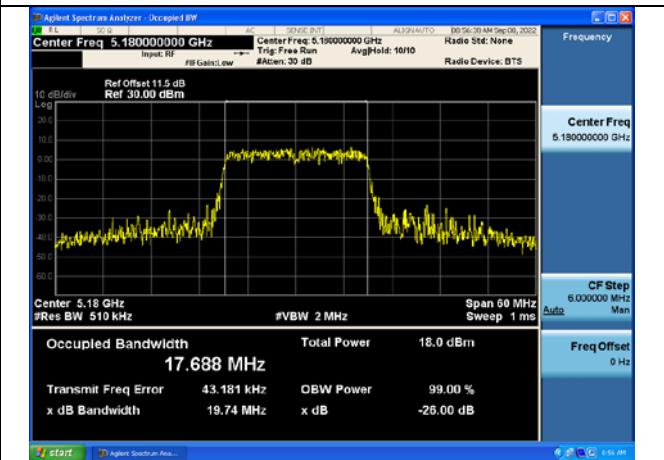 Agilent Spectrum Analyzer - Occupied BW
RL 50 Ω AC SENSE:INT ALIGN AUTO 00:56:30 AM Sep 08, 2022
Center Freq 5.180000000 GHz
Input: RF
#IFGain:Low
Center Freq: 5.180000000 GHz
Trig: Free Run Avg|Hold: 10/10
#Atten: 30 dB
Radio Std: None
Radio Device: BTS
Frequency
Ref Offset 11.5 dB
10 dB/div Ref 30.00 dBm
Log
20.0
10.0
0.00
-10.0
-20.0
-30.0
-40.0
-50.0
-60.0
Center Freq
5.180000000 GHz
Center 5.18 GHz Span 60 MHz
#Res BW 510 kHz #VBW 2 MHz Sweep 1 ms
CF Step
6.000000 MHz
Auto Man
Occupied Bandwidth Total Power 18.0 dBm
17.688 MHz
Transmit Freq Error 43.181 kHz OBW Power 99.00 %
x dB Bandwidth 19.74 MHz x dB -26.00 dB
Freq Offset
0 Hz
start Agilent Spectrum Ana... 6:56 AM